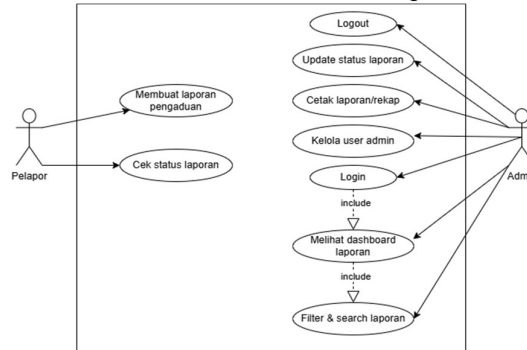 Logout
Update status laporan
Membuat laporan
pengaduan
Cetak laporan/rekap
Kelola user admin
Cek status laporan
Pelapor
Login
Adm
include
Melihat dashboard
laporan
include
Filter & search laporan